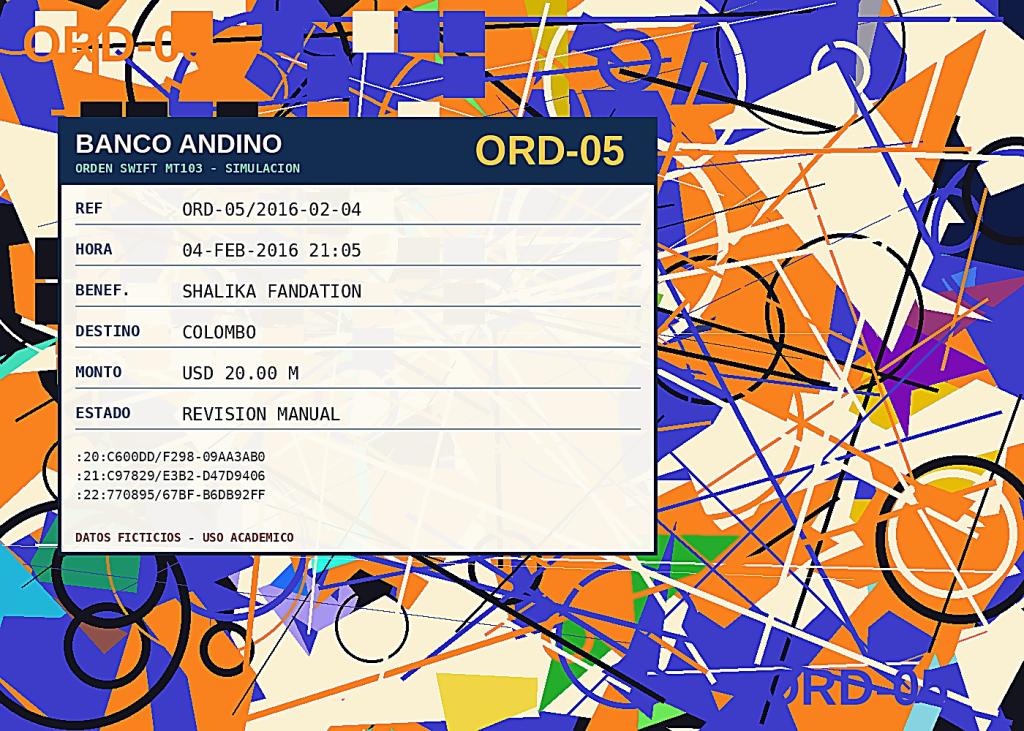 BANCO ANDINO
ORDEN SWIFT MT103 - SIMULACION
ORD-05
REF ORD-05/2016-02-04
HORA 04-FEB-2016 21:05
BENEF. SHALIKA FANDATION
DESTINO COLOMBO
MONTO USD 20.00 M
ESTADO REVISION MANUAL
:20:C600DD/F298-09AA3AB0
:21:C97829/E3B2-D47D9406
:22:770895/67BF-B6DB92FF
DATOS FICTICIOS - USO ACADEMICO